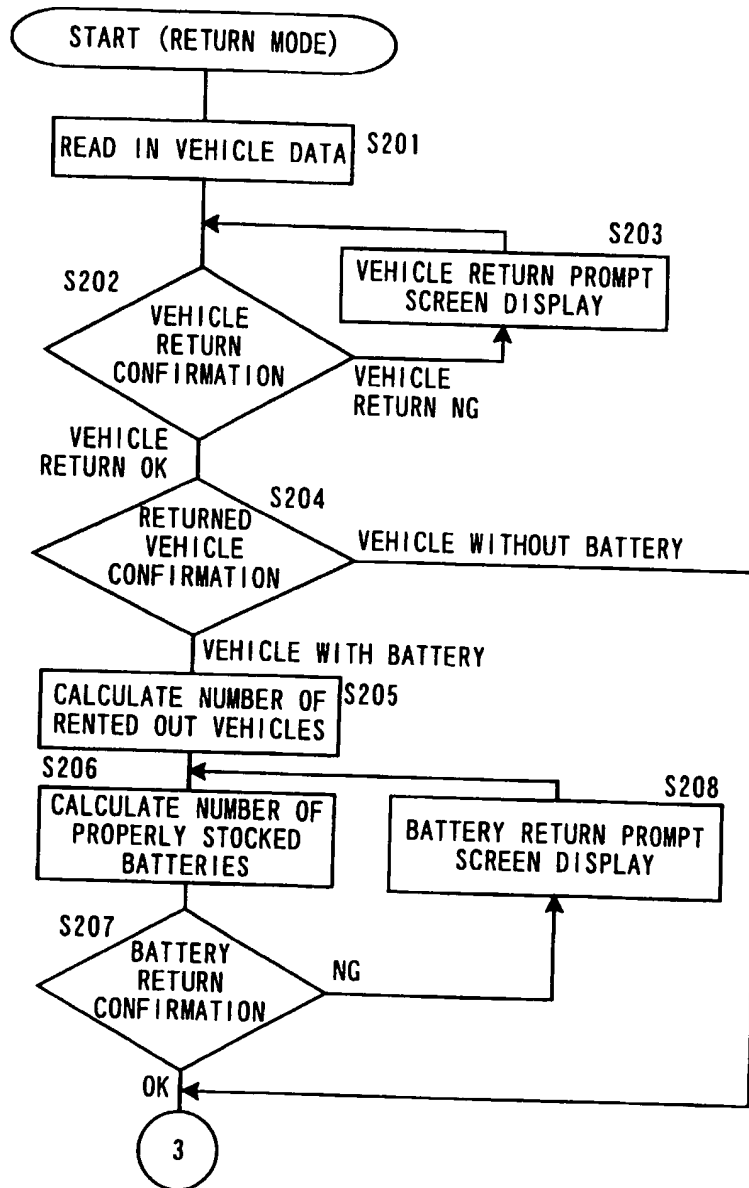 START (RETURN MODE)
READ IN VEHICLE DATA
S201
S203
VEHICLE RETURN PROMPT
SCREEN DISPLAY
S202
VEHICLE
RETURN
CONFIRMATION
VEHICLE
RETURN NG
VEHICLE
RETURN OK
S204
RETURNED
VEHICLE
CONFIRMATION
VEHICLE WITHOUT BATTERY
VEHICLE WITH BATTERY
CALCULATE NUMBER OF
RENTED OUT VEHICLES
S205
S206
CALCULATE NUMBER OF
PROPERLY STOCKED
BATTERIES
S208
BATTERY RETURN PROMPT
SCREEN DISPLAY
S207
BATTERY
RETURN
CONFIRMATION
NG
OK
3